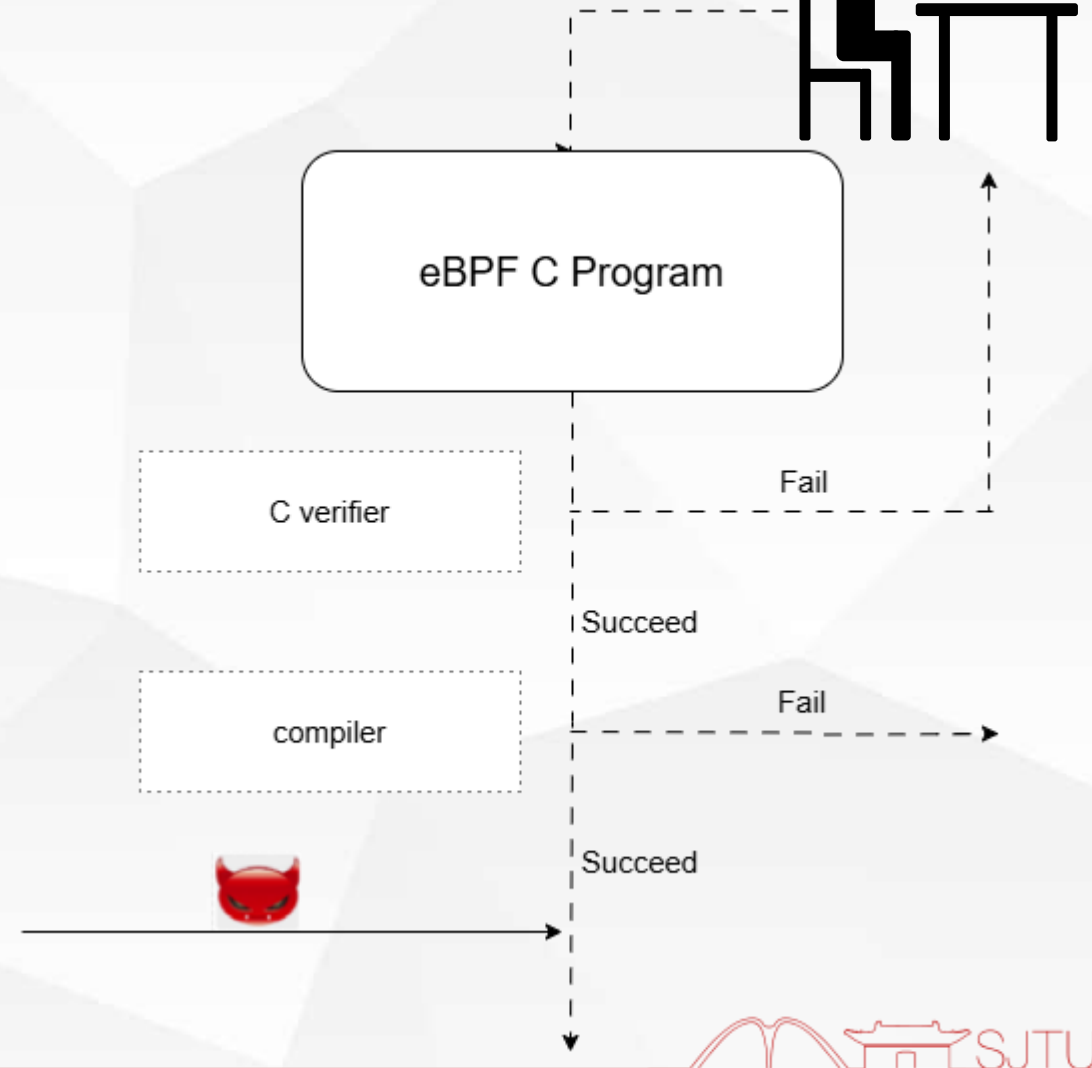 eBPF C Program
C verifier
Fail
Succeed
compiler
Fail
Succeed
SJTU